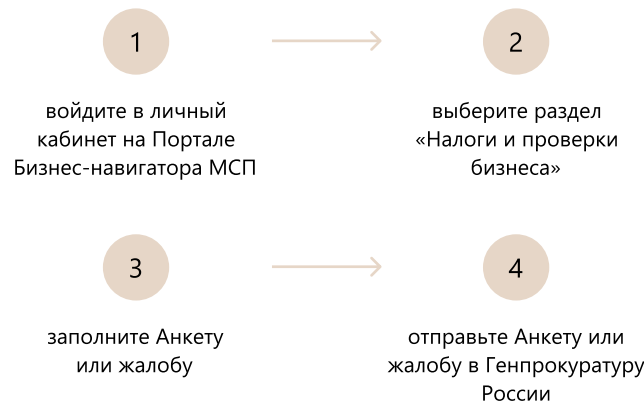 1
2
войдите в личный
кабинет на Портале
Бизнес-навигатора МСП
выберите раздел
«Налоги и проверки
бизнеса»
3
4
заполните Анкету
или жалобу
отправьте Анкету или
жалобу в Генпрокуратуру
России